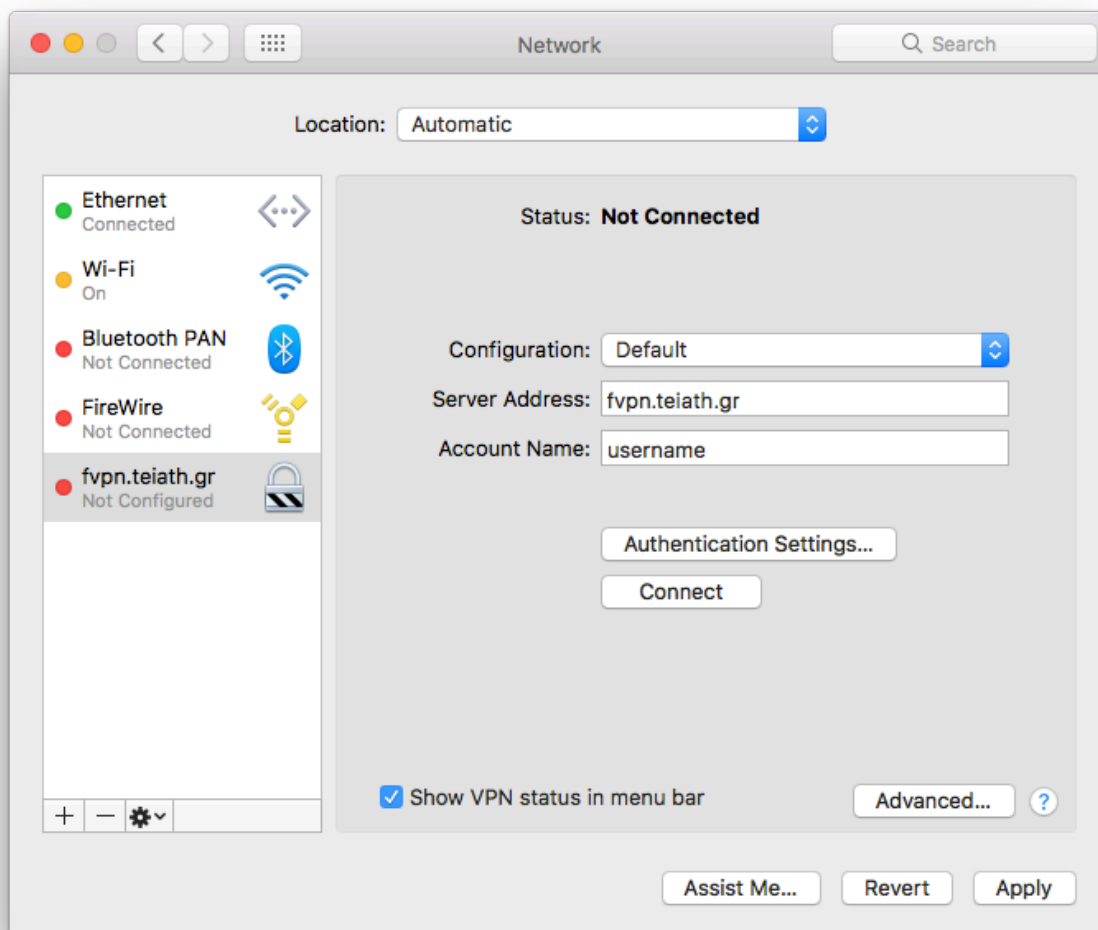 Network
Search
Location: Automatic
Ethernet
Connected
Wi-Fi
On
Bluetooth PAN
Not Connected
FireWire
Not Connected
fvpn.teiath.gr
Not Configured
Status: Not Connected
Configuration: Default
Server Address: fvpn.teiath.gr
Account Name: username
Authentication Settings...
Connect
Show VPN status in menu bar
Advanced...
?
Assist Me...
Revert
Apply